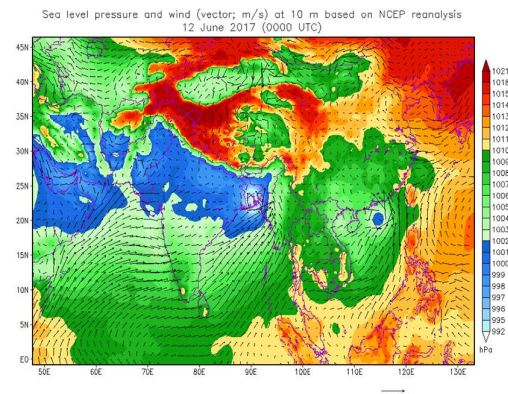 Sea level pressure and wind (vector; m/s) at 10 m based on NCEP reanalysis
12 June 2017 (0000 UTC)
45N
40N
35N
30N
25N
20N
15N
10N
5N
EQ
50E 60E 70E 80E 90E 100E 110E 120E 130E
1021
1018
1015
1014
1013
1012
1011
1010
1009
1008
1007
1006
1005
1004
1003
1002
1001
1000
999
998
997
996
995
992
hPa